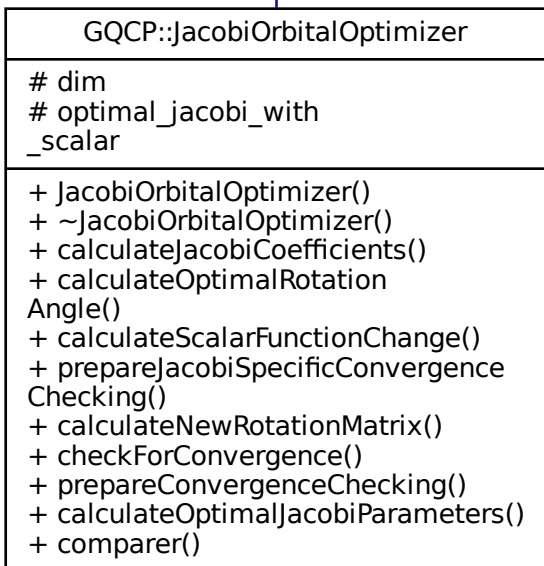 GQCP::JacobiOrbitalOptimizer
# dim
# optimal_jacobi_with
_scalar
+ JacobiOrbitalOptimizer()
+ ~JacobiOrbitalOptimizer()
+ calculateJacobiCoefficients()
+ calculateOptimalRotation
Angle()
+ calculateScalarFunctionChange()
+ prepareJacobiSpecificConvergence
Checking()
+ calculateNewRotationMatrix()
+ checkForConvergence()
+ prepareConvergenceChecking()
+ calculateOptimalJacobiParameters()
+ comparer()